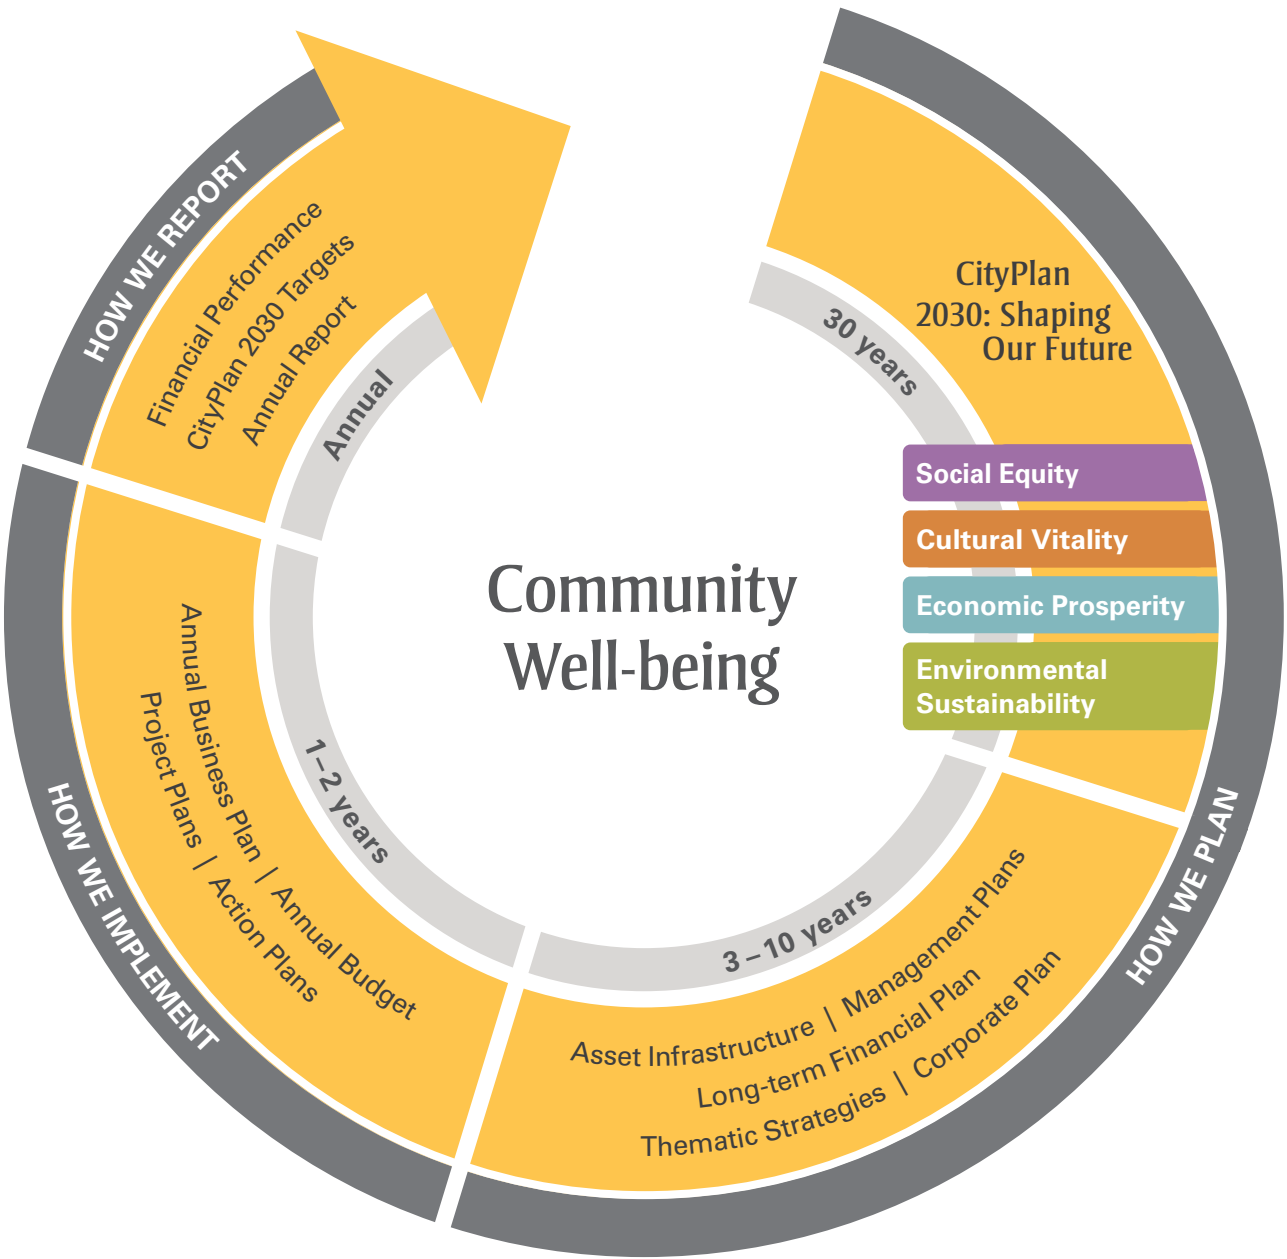 HOW WE REPORT
Financial Performance
CityPlan 2030 Targets
Annual Report
Annual
30 years
CityPlan
2030: Shaping
Our Future
Social Equity
Cultural Vitality
Economic Prosperity
Environmental
Sustainability
Community
Well-being
HOW WE PLAN
3–10 years
Asset Infrastructure | Management Plans
Long-term Financial Plan
Thematic Strategies | Corporate Plan
HOW WE IMPLEMENT
1–2 years
Annual Business Plan | Annual Budget
Project Plans | Action Plans